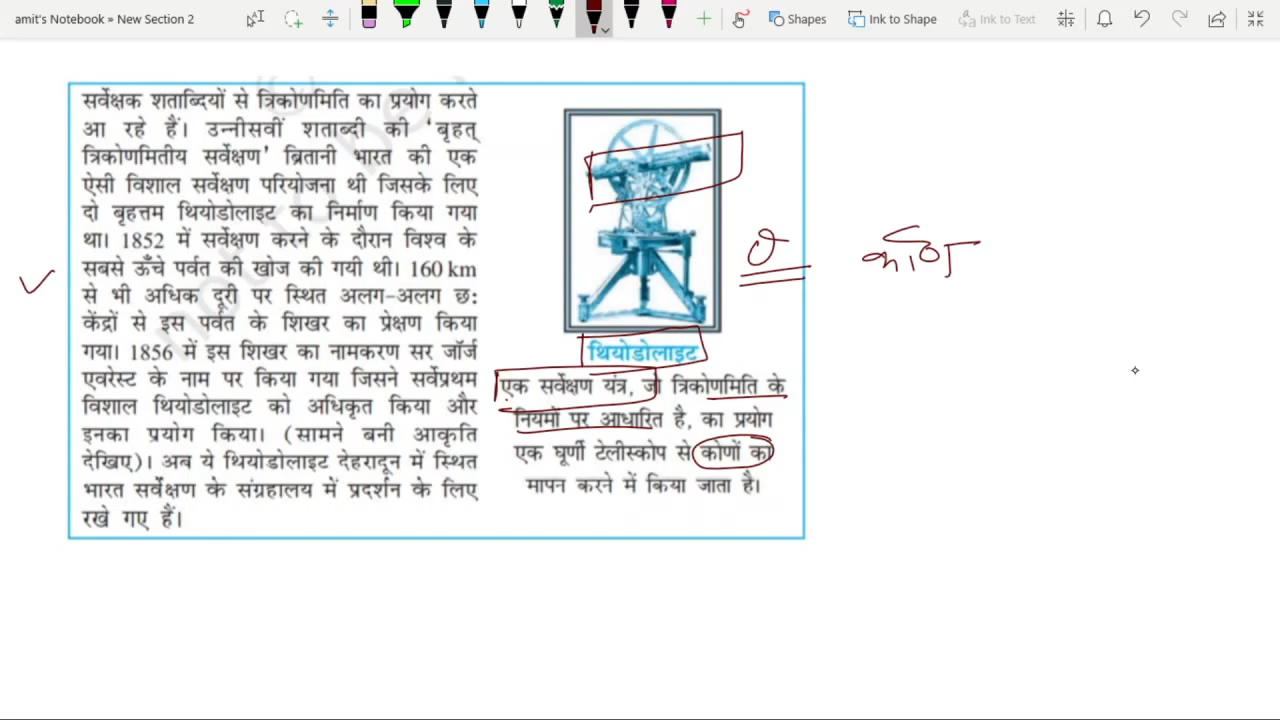 amit's Notebook » New Section 2
Shapes
Ink to Shape
Ink to Text
सर्वेक्षक शताब्दियों से त्रिकोणमिति का प्रयोग करते
आ रहे हैं। उन्नीसवीं शताब्दी की ‘बृहत्
त्रिकोणमितीय सर्वेक्षण’ ब्रितानी भारत की एक
ऐसी विशाल सर्वेक्षण परियोजना थी जिसके लिए
दो बृहत्तम थियोडोलाइट का निर्माण किया गया
था। 1852 में सर्वेक्षण करने के दौरान विश्व के
सबसे ऊँचे पर्वत की खोज की गयी थी। 160 km
से भी अधिक दूरी पर स्थित अलग-अलग छः
केंद्रों से इस पर्वत के शिखर का प्रेक्षण किया
गया। 1856 में इस शिखर का नामकरण सर जॉर्ज
एवरेस्ट के नाम पर किया गया जिसने सर्वप्रथम
विशाल थियोडोलाइट को अधिकृत किया और
इनका प्रयोग किया। (सामने बनी आकृति
देखिए)। अब ये थियोडोलाइट देहरादून में स्थित
भारत सर्वेक्षण के संग्रहालय में प्रदर्शन के लिए
रखे गए हैं।
थियोडोलाइट
एक सर्वेक्षण यंत्र, जो त्रिकोणमिति के
नियमों पर आधारित है, का प्रयोग
एक घूर्णी टेलीस्कोप से कोणों का
मापन करने में किया जाता है।
θ
कोण